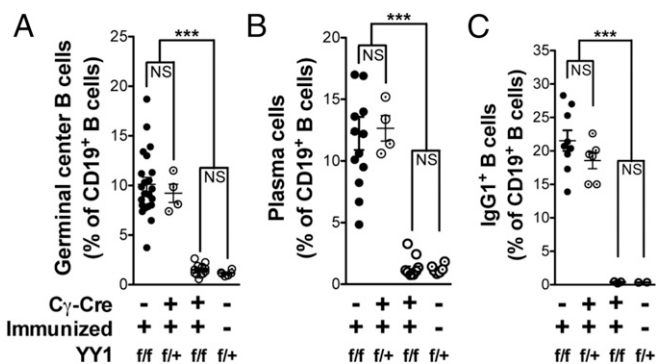 A
B
C
Germinal center B cells
(% of CD19+ B cells)
25
20
15
10
5
0
***
NS
NS
Plasma cells
(% of CD19+ B cells)
20
15
10
5
0
***
NS
NS
IgG1+ B cells
(% of CD19+ B cells)
35
30
25
20
15
10
5
0
***
NS
NS
Cγ-Cre - + + - - + + - - + + -
Immunized + + + - + + + - + + + -
YY1 f/f f/+ f/f f/+ f/f f/+ f/f f/+ f/f f/+ f/f f/+